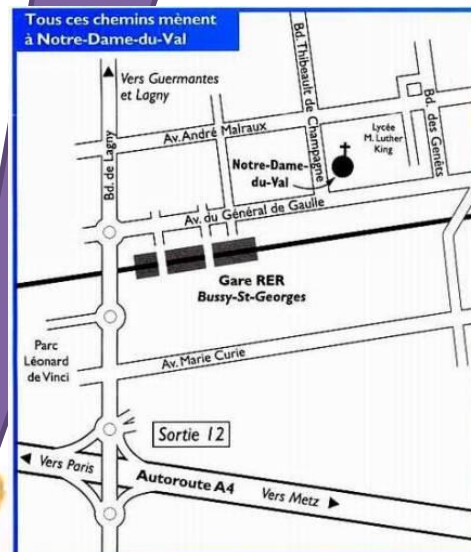 Tous ces chemins mènent
à Notre-Dame-du-Val
Vers Guermantes
et Lagny
Bd. de Lagny
Av. André Malraux
Bd. Thibeault de Champagne
Bd. des Genêts
Lycée
M. Luther
King
Notre-Dame-
du-Val
Av. du Général de Gaulle
Gare RER
Bussy-St-Georges
Parc
Léonard
de Vinci
Av. Marie Curie
Sortie 12
Vers Paris
Autoroute A4
Vers Metz